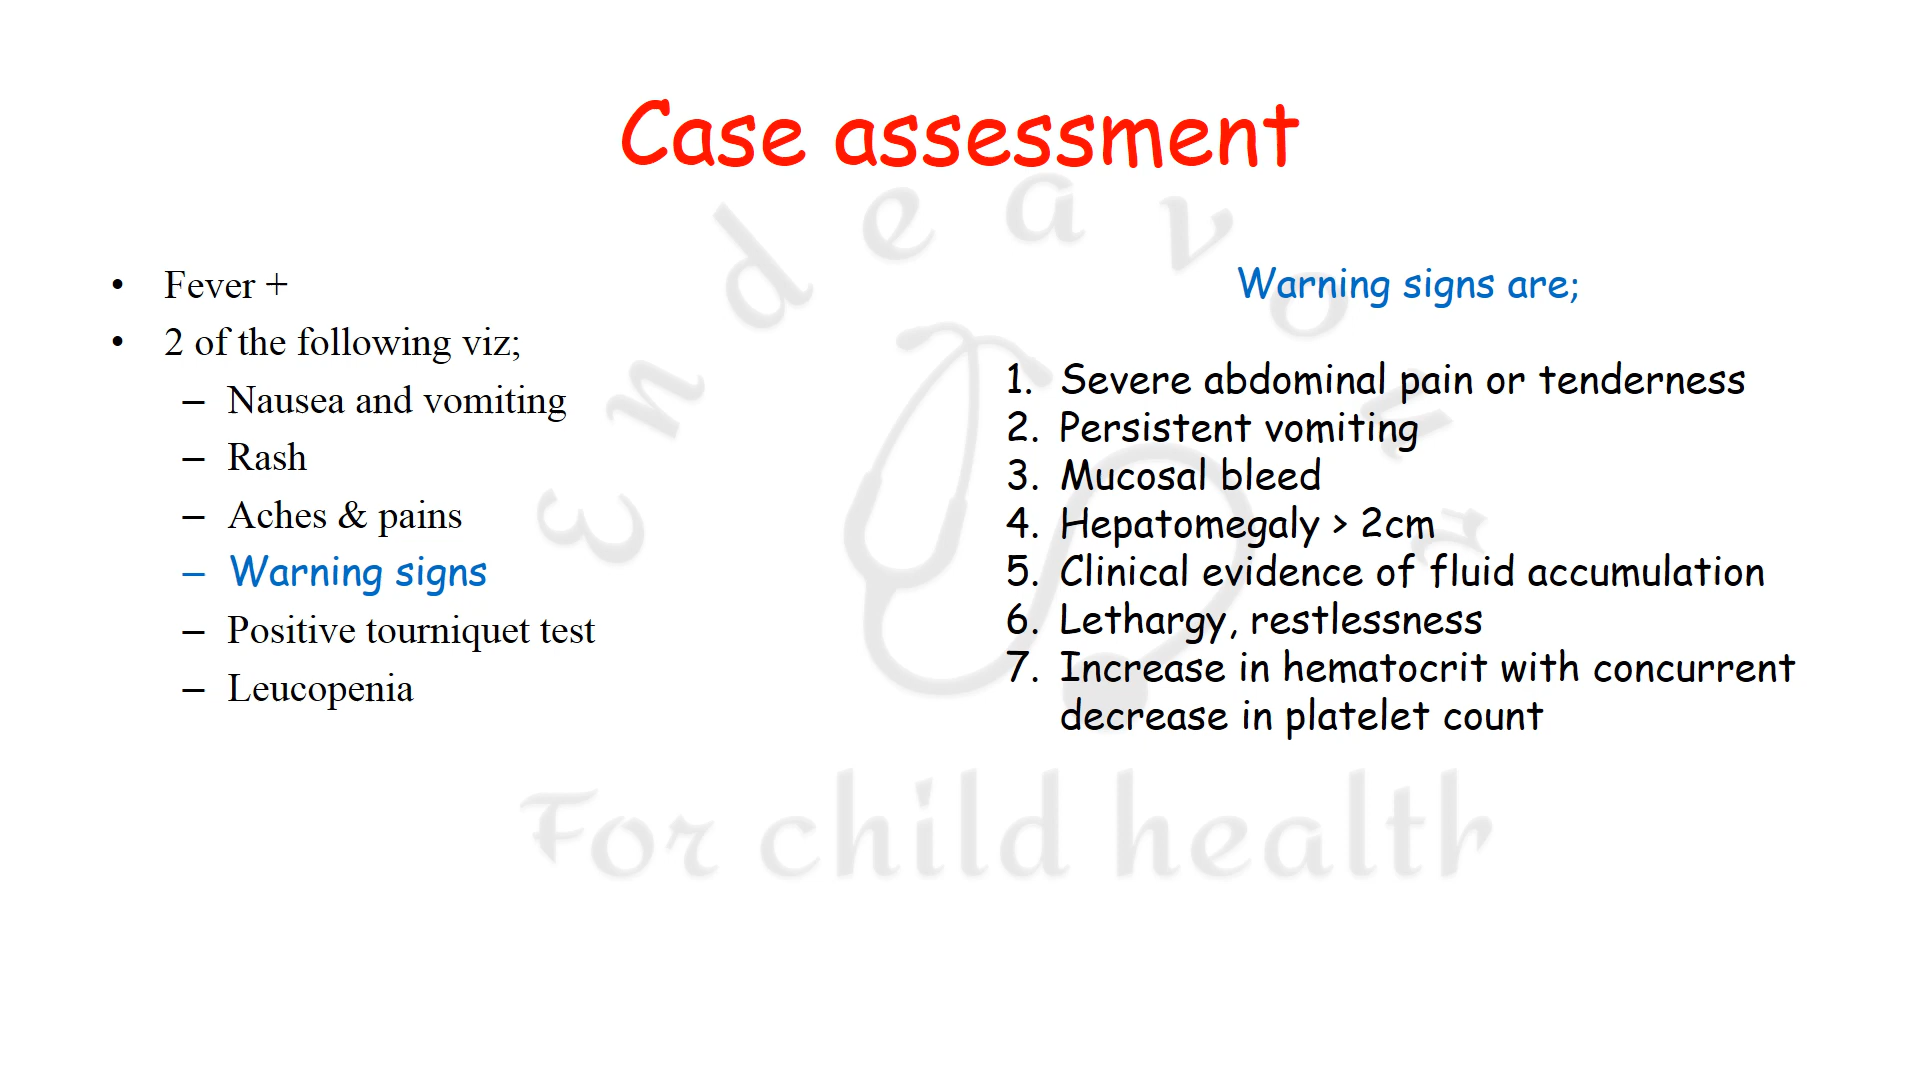 Case assessment
• Fever +
• 2 of the following viz;
– Nausea and vomiting
– Rash
– Aches & pains
– Warning signs
– Positive tourniquet test
– Leucopenia
Warning signs are;
1. Severe abdominal pain or tenderness
2. Persistent vomiting
3. Mucosal bleed
4. Hepatomegaly > 2cm
5. Clinical evidence of fluid accumulation
6. Lethargy, restlessness
7. Increase in hematocrit with concurrent
decrease in platelet count
Endeavour
For child health